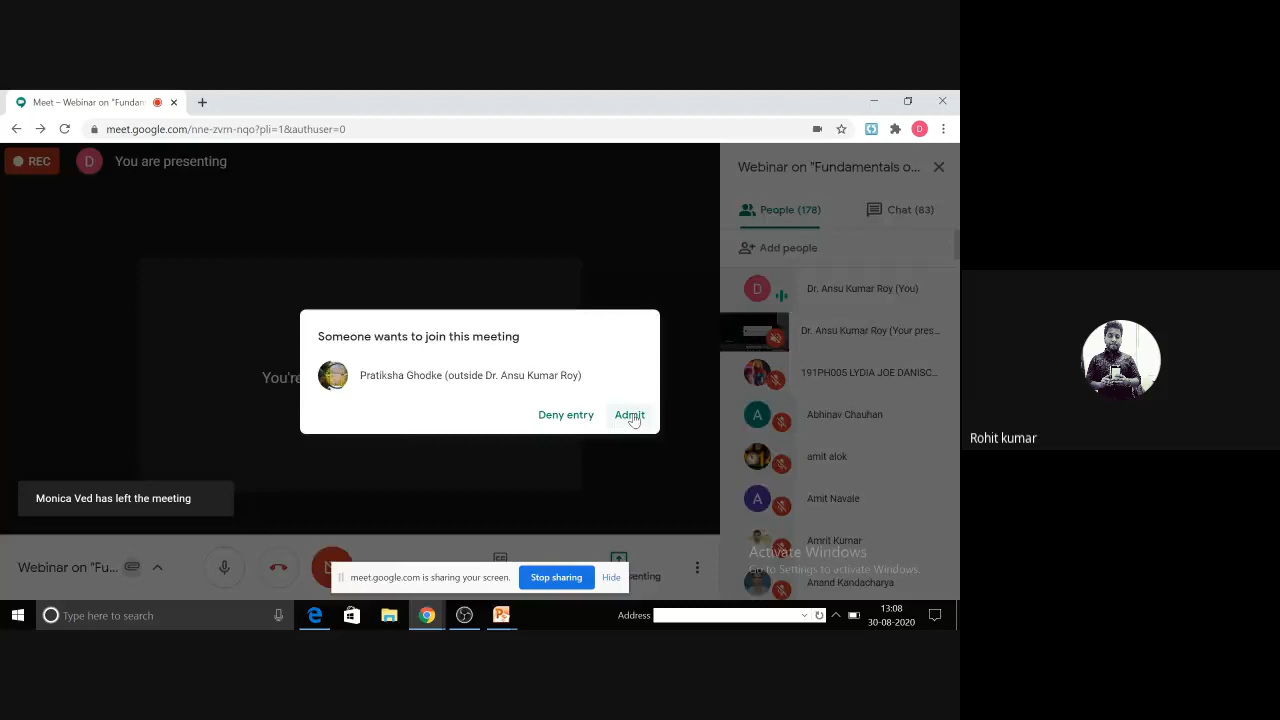 Meet – Webinar on "Fundam
meet.google.com/nne-zvrn-nqo?pli=1&authuser=0
REC
D
You are presenting
Webinar on "Fundamentals o...
People (178)
Chat (83)
Add people
D
Dr. Ansu Kumar Roy (You)
Dr. Ansu Kumar Roy (Your pres...
191PH005 LYDIA JOE DANISC...
A
Abhinav Chauhan
amit alok
A
Amit Navale
Amrit Kumar
Anand Kandacharya
You're
Someone wants to join this meeting
Pratiksha Ghodke (outside Dr. Ansu Kumar Roy)
Deny entry
Admit
Monica Ved has left the meeting
Webinar on "Fu...
meet.google.com is sharing your screen.
Stop sharing
Hide
esenting
Activate Windows
Go to Settings to activate Windows.
Type here to search
Address
13:08
30-08-2020
Rohit kumar